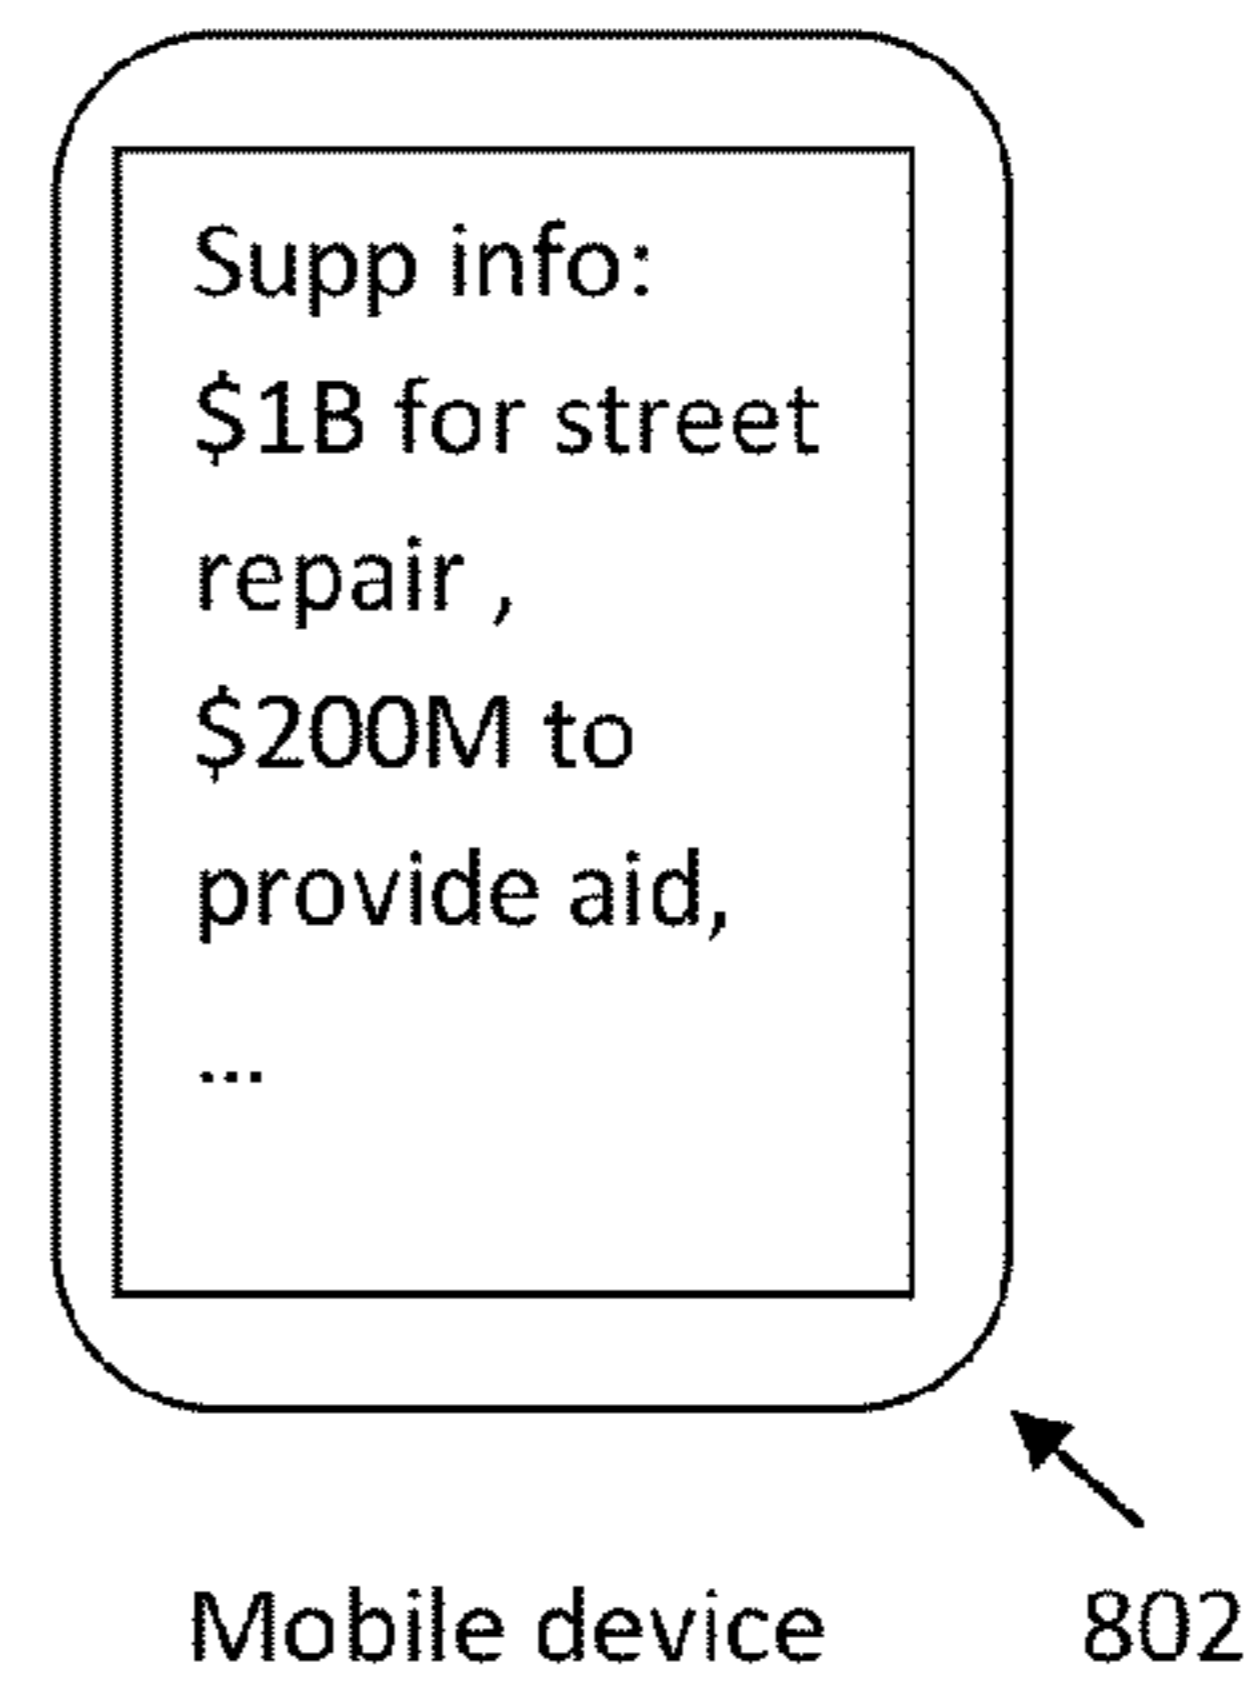 Supp info:
$1B for street
repair ,
$200M to
provide aid,
...
Mobile device 802